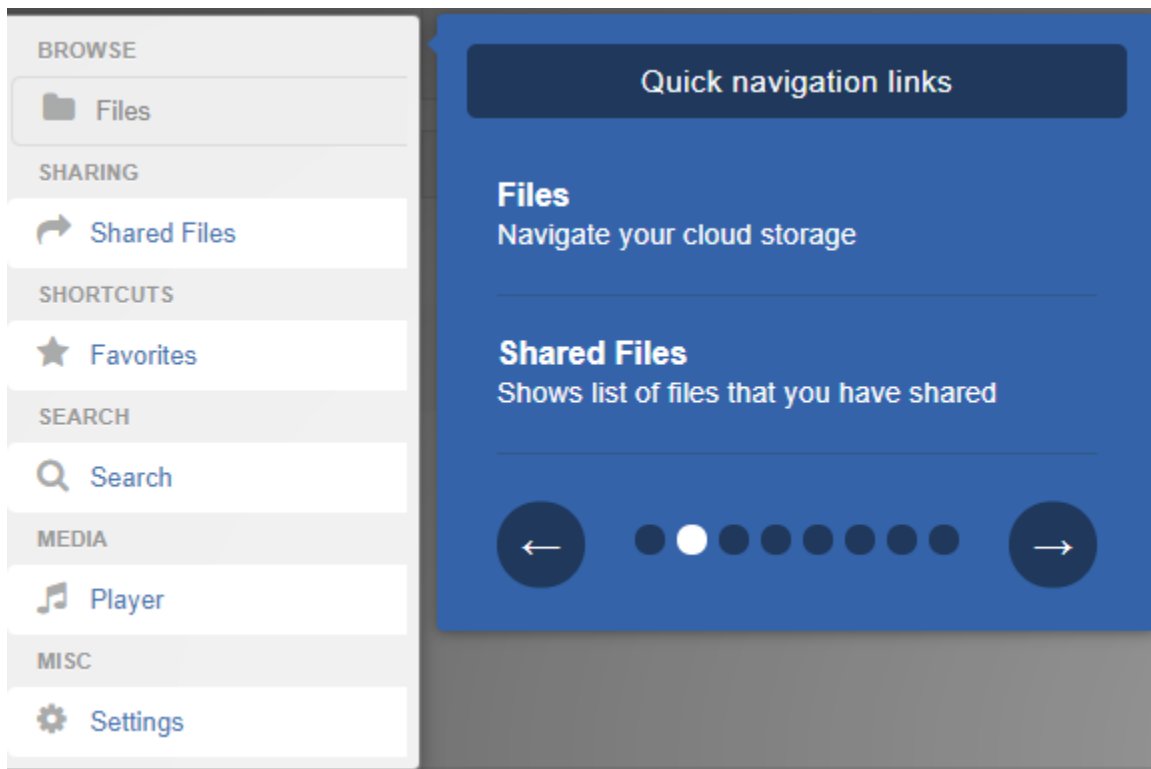 BROWSE
Files
SHARING
Shared Files
SHORTCUTS
Favorites
SEARCH
Search
MEDIA
Player
MISC
Settings
Quick navigation links
Files
Navigate your cloud storage
Shared Files
Shows list of files that you have shared
← →